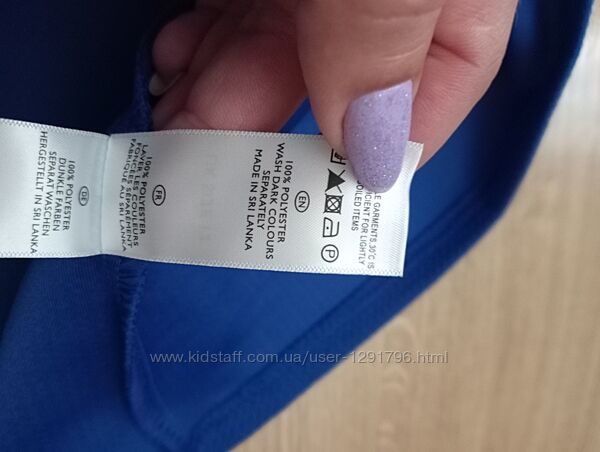 GARMENTS 30°C IS
FOR LIGHTLY
ITEMS
P
EN
100% POLYESTER
WASH DARK COLOURS
SEPARATELY
MADE IN SRI LANKA
FR
100% POLYESTER
LAVER LES COULEURS
FONCÉES SÉPARÉMENT
FABRIQUÉ AU SRI LANKA
DE
100% POLYESTER
DUNKLE FARBEN
SEPARAT WASCHEN
HERGESTELLT IN SRI LANKA
www.kidstaff.com.ua/user-1291796.html